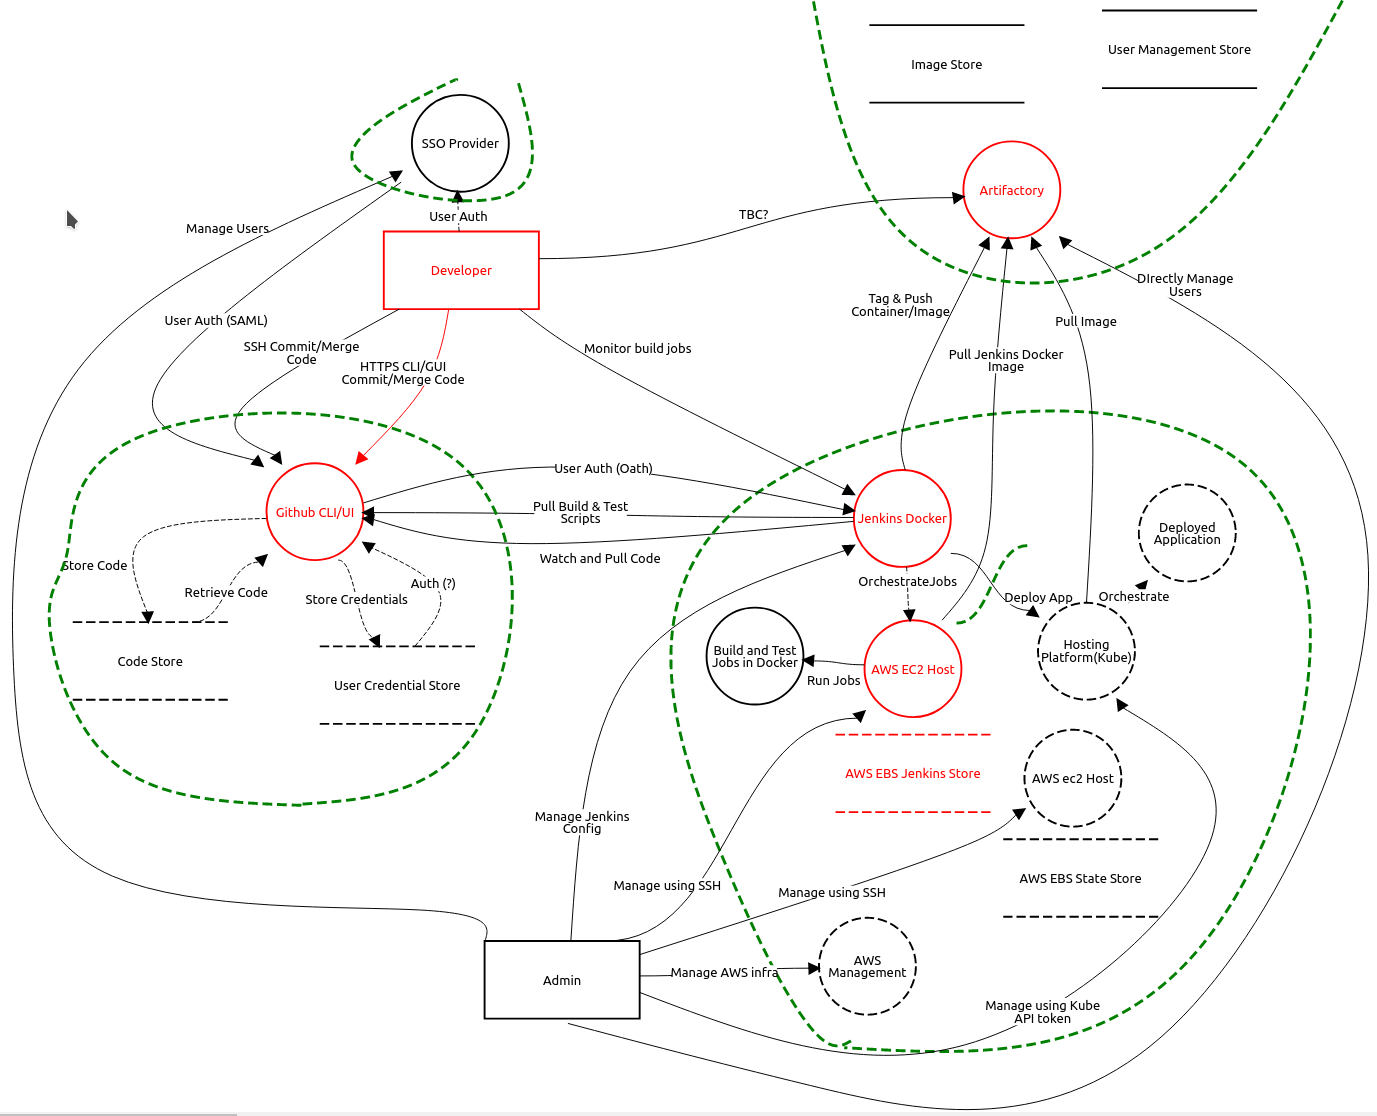 User Management Store
Image Store
SSO Provider
Artifactory
User Auth
TBC?
Manage Users
Developer
DIrectly Manage
Users
Tag & Push
Container/Image
User Auth (SAML)
Pull Image
SSH Commit/Merge
Code
Monitor build jobs
Pull Jenkins Docker
Image
HTTPS CLI/GUI
Commit/Merge Code
User Auth (Oath)
Github CLI/UI
Pull Build & Test
Scripts
Jenkins Docker
Deployed
Application
Watch and Pull Code
Store Code
Auth (?)
OrchestrateJobs
Retrieve Code
Store Credentials
Deploy App
Orchestrate
Build and Test
Jobs in Docker
Hosting
Platform(Kube)
Code Store
AWS EC2 Host
Run Jobs
User Credential Store
AWS EBS Jenkins Store
AWS ec2 Host
Manage Jenkins
Config
AWS EBS State Store
Manage using SSH
Manage using SSH
AWS
Management
Manage AWS infra
Admin
Manage using Kube
API token